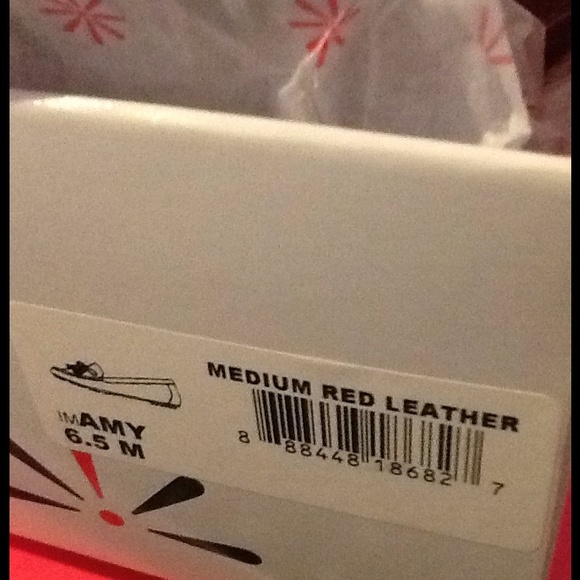 MEDIUM RED LEATHER
IMAMY
6.5 M
8 88448 18682 7